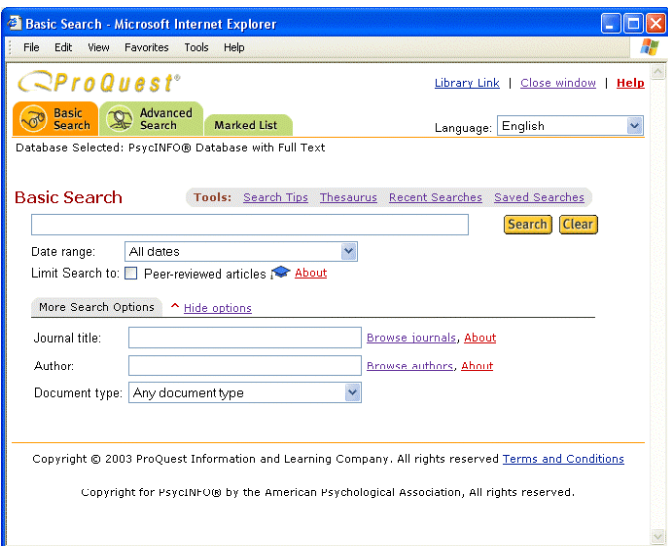 Basic Search - Microsoft Internet Explorer
File Edit View Favorites Tools Help
ProQuest®
Library Link | Close window | Help
Basic Search
Advanced Search
Marked List
Language: English
Database Selected: PsycINFO® Database with Full Text
Basic Search
Tools: Search Tips Thesaurus Recent Searches Saved Searches
Search Clear
Date range: All dates
Limit Search to: Peer-reviewed articles About
More Search Options ^ Hide options
Journal title: Browse journals, About
Author: Browse authors, About
Document type: Any document type
Copyright © 2003 ProQuest Information and Learning Company. All rights reserved Terms and Conditions
Copyright for PsycINFO® by the American Psychological Association, All rights reserved.